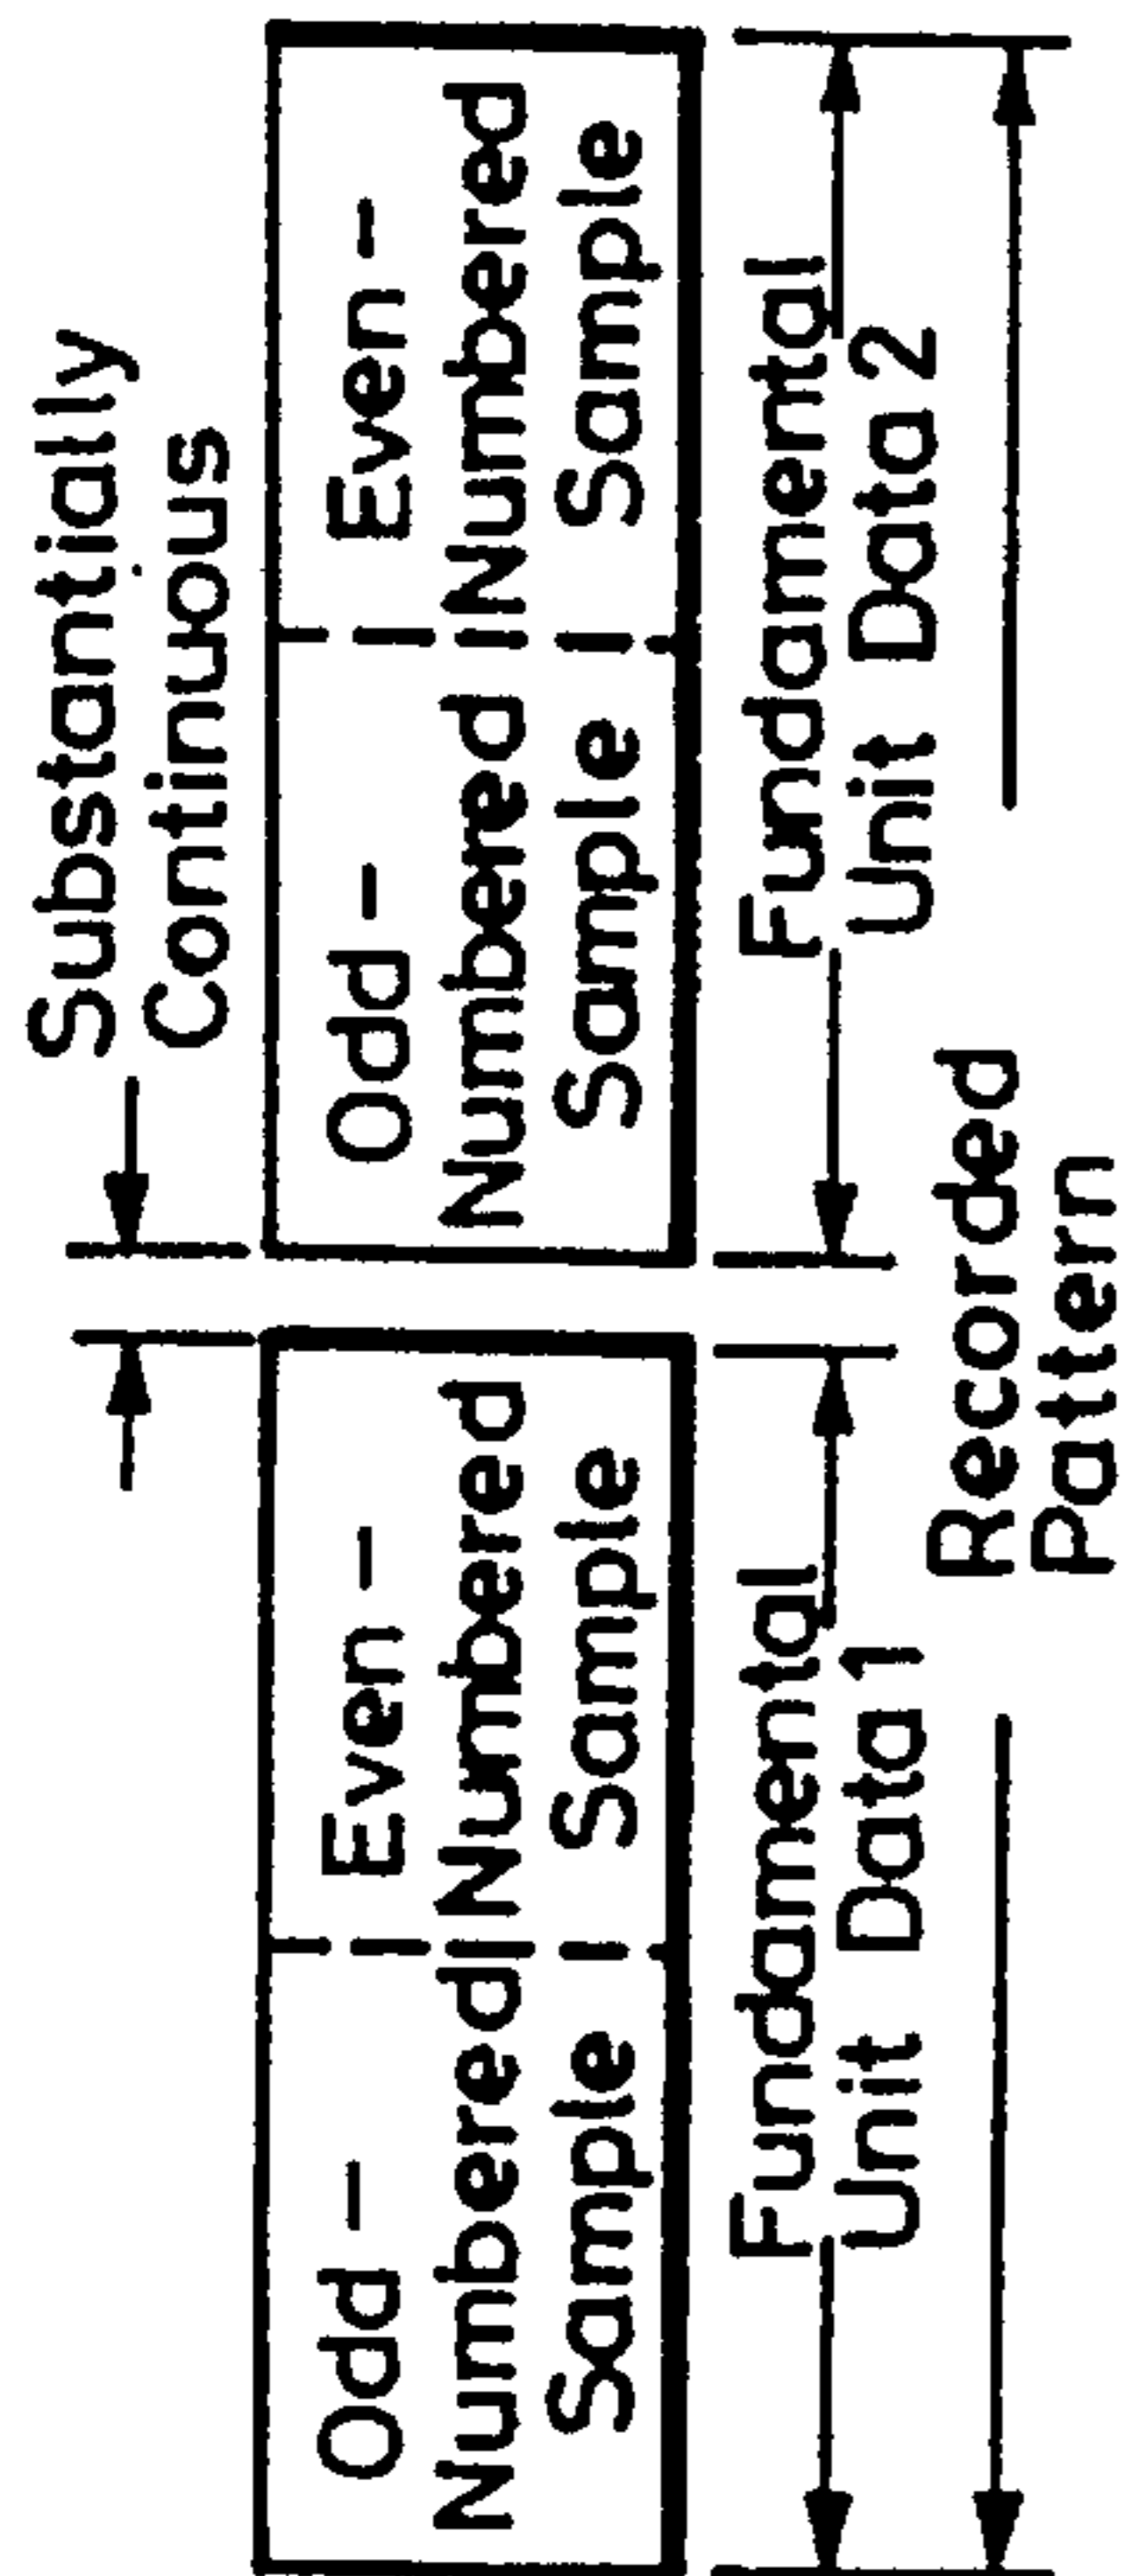 Substantially
Continuous
Odd -
Numbered
Sample
Even -
Numbered
Sample
Odd -
Numbered
Sample
Even -
Numbered
Sample
Fundamental
Unit Data 1
Fundamental
Unit Data 2
Recorded
Pattern